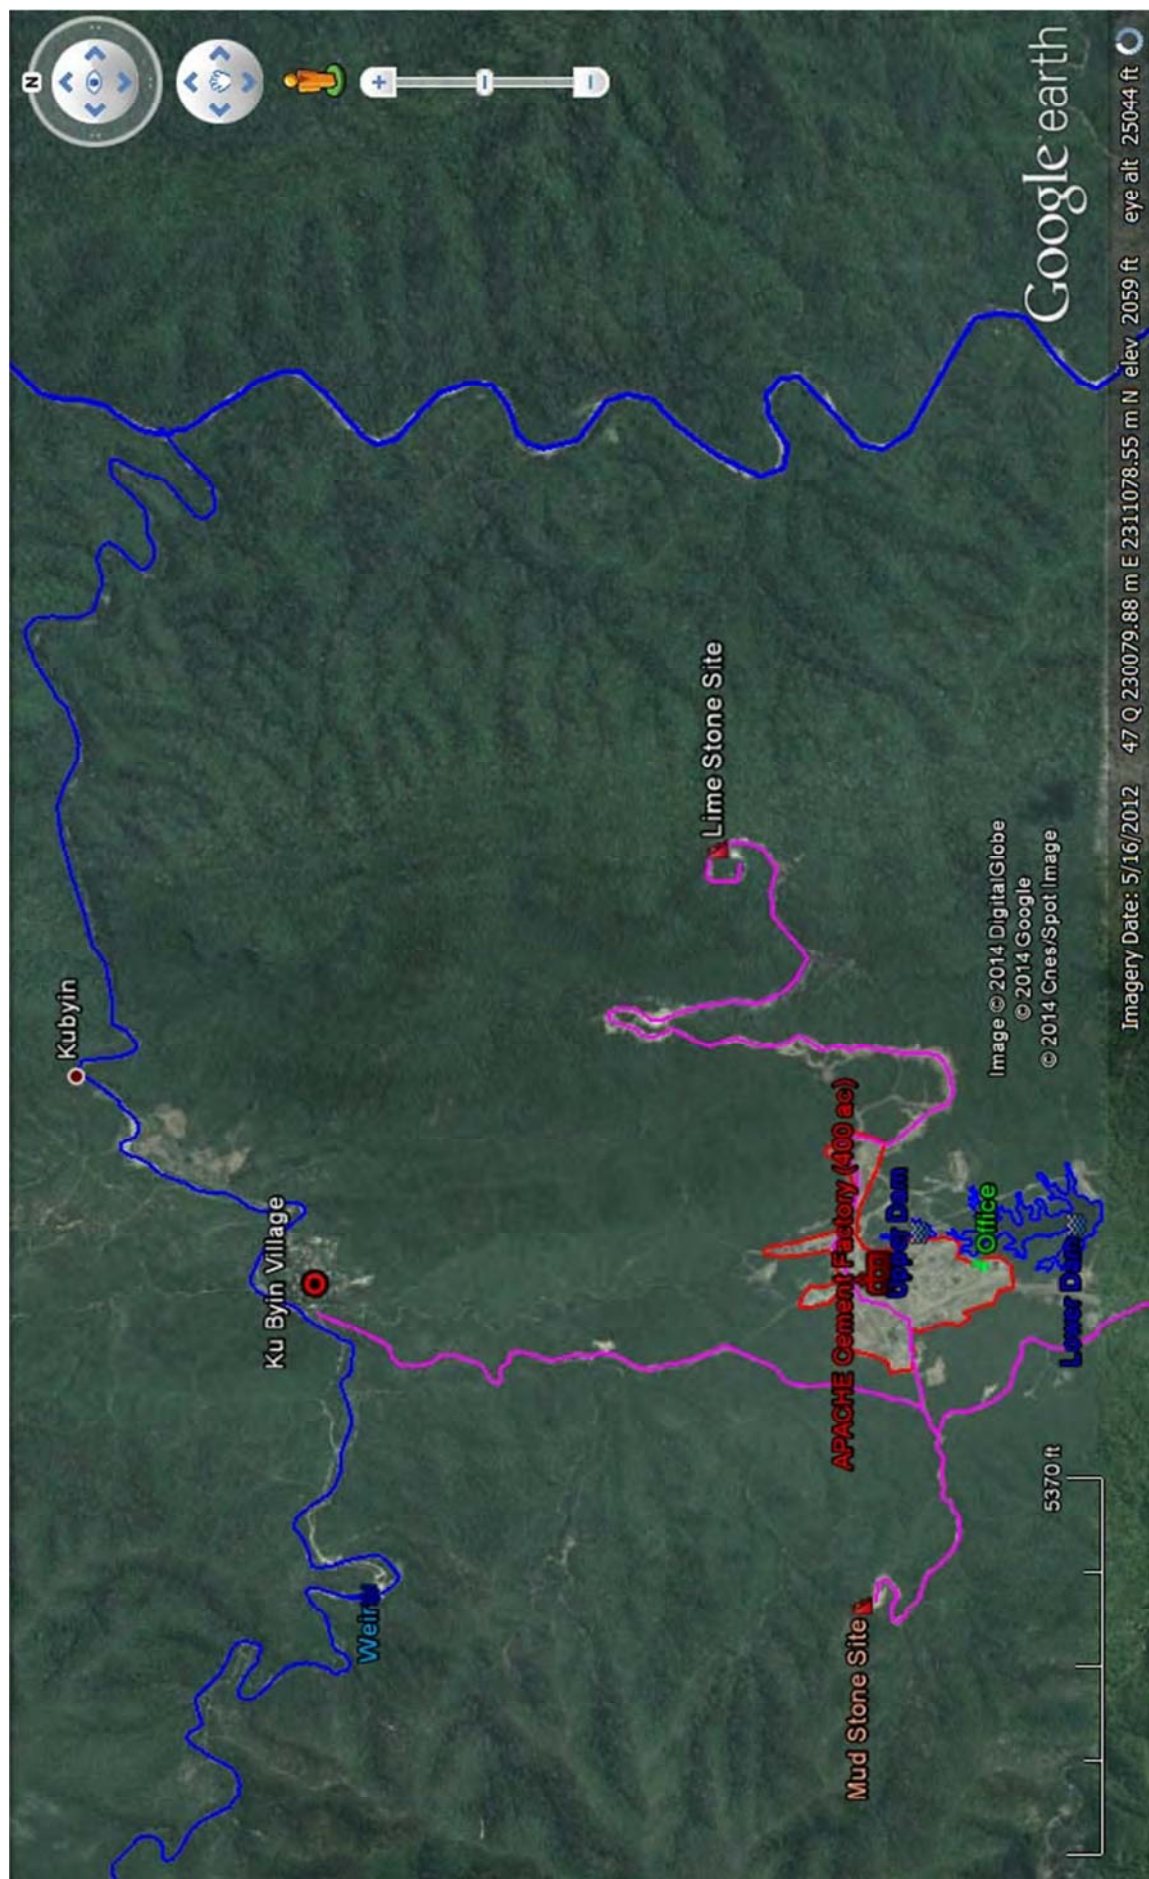 N
Kubyin
Ku Byin Village
Weir
Lime Stone Site
APACHE Cement Factory (400 ac)
Upper Dam
Office
Lower Dam
Mud Stone Site
5370 ft
Image © 2014 DigitalGlobe
© 2014 Google
© 2014 Cnes/Spot Image
Google earth
Imagery Date: 5/16/2012 47 Q 230079.88 m E 2311078.55 m N elev 2059 ft eye alt 25044 ft